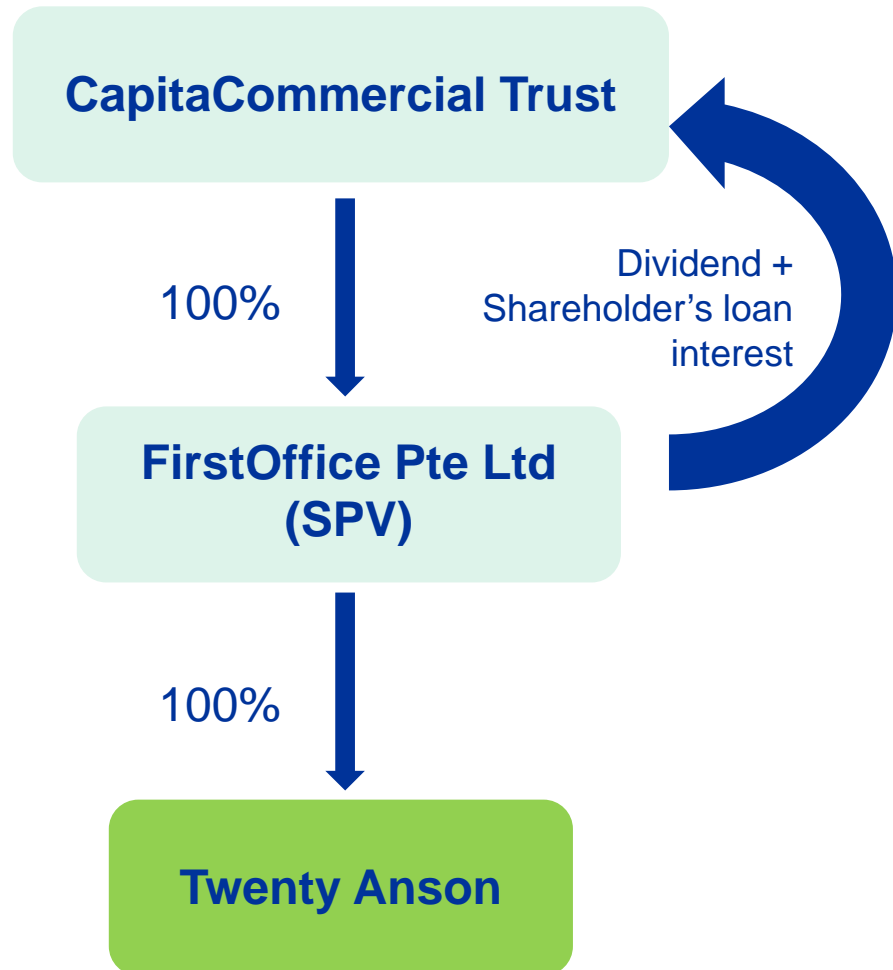 CapitaCommercial Trust
100%
Dividend +
Shareholder’s loan
interest
FirstOffice Pte Ltd
(SPV)
100%
Twenty Anson